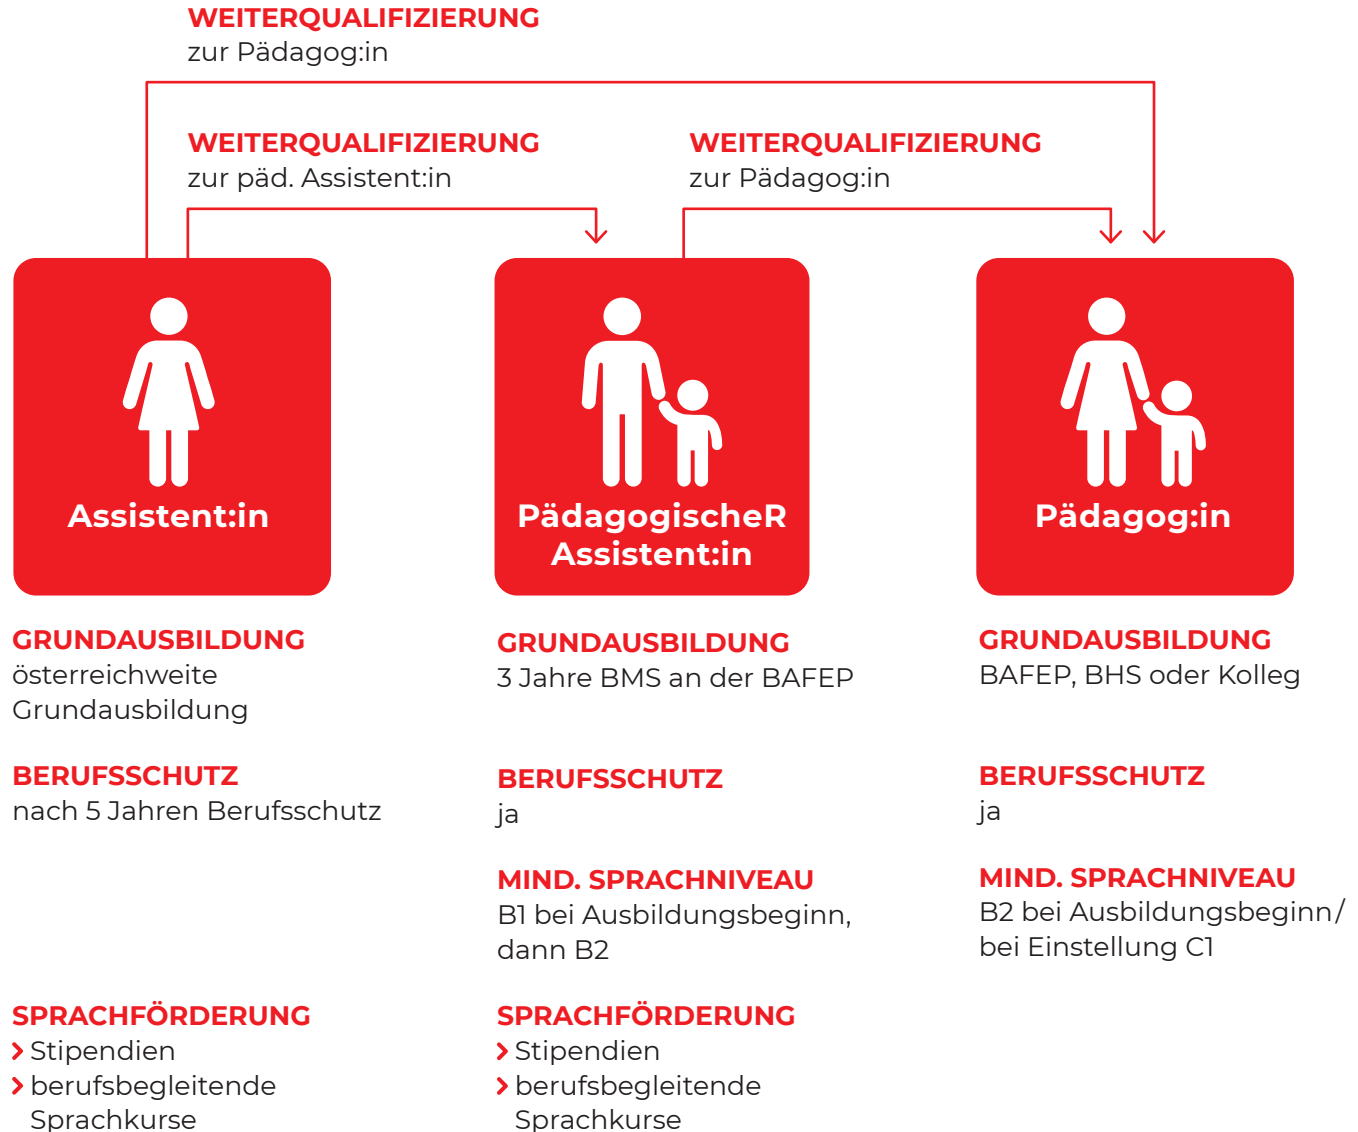 WEITERQUALIFIZIERUNG
zur Pädagog:in
WEITERQUALIFIZIERUNG
zur päd. Assistent:in
WEITERQUALIFIZIERUNG
zur Pädagog:in
Assistent:in
PädagogischeR
Assistent:in
Pädagog:in
GRUNDAUSBILDUNG
österreichweite
Grundausbildung
BERUFSSCHUTZ
nach 5 Jahren Berufsschutz
SPRACHFÖRDERUNG
Stipendien
berufsbegleitende
Sprachkurse
GRUNDAUSBILDUNG
3 Jahre BMS an der BAFEP
BERUFSSCHUTZ
ja
MIND. SPRACHNIVEAU
B1 bei Ausbildungsbeginn,
dann B2
SPRACHFÖRDERUNG
Stipendien
berufsbegleitende
Sprachkurse
GRUNDAUSBILDUNG
BAFEP, BHS oder Kolleg
BERUFSSCHUTZ
ja
MIND. SPRACHNIVEAU
B2 bei Ausbildungsbeginn/
bei Einstellung C1